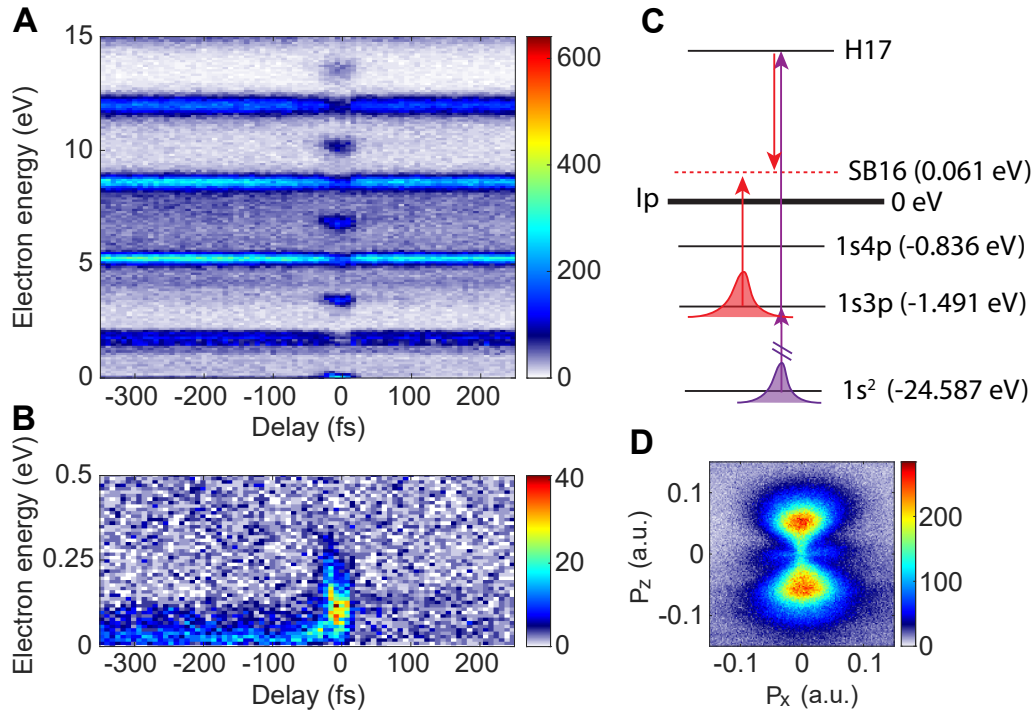 A
15
10
5
0
Electron energy (eV)
-300 -200 -100 0 100 200
Delay (fs)
600
400
200
0
B
0.5
0.25
0
Electron energy (eV)
-300 -200 -100 0 100 200
Delay (fs)
40
20
0
C
H17
SB16 (0.061 eV)
Ip
0 eV
1s4p (-0.836 eV)
1s3p (-1.491 eV)
1s² (-24.587 eV)
D
0.1
0
-0.1
Pz (a.u.)
-0.1 0 0.1
Px (a.u.)
200
100
0